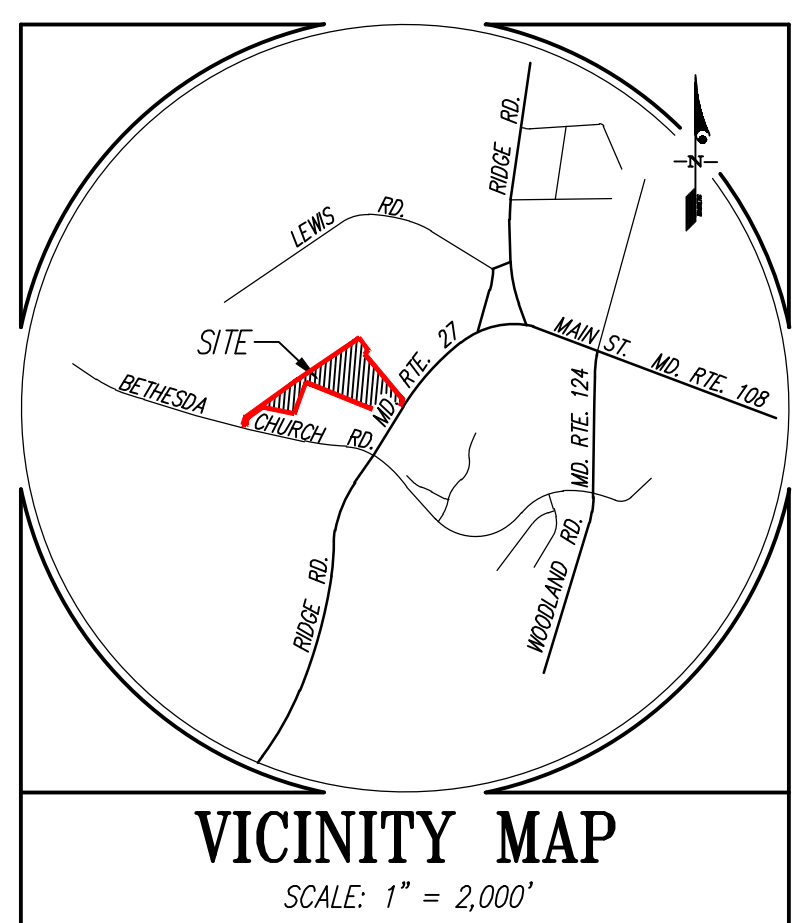 RIDGE RD.
N
LEWIS RD.
SITE
MD. RTE. 27
MAIN ST. MD. RTE. 108
BETHESDA CHURCH RD.
MD. RTE. 124
WOODLAND RD.
RIDGE RD.
VICINITY MAP
SCALE: 1" = 2,000'